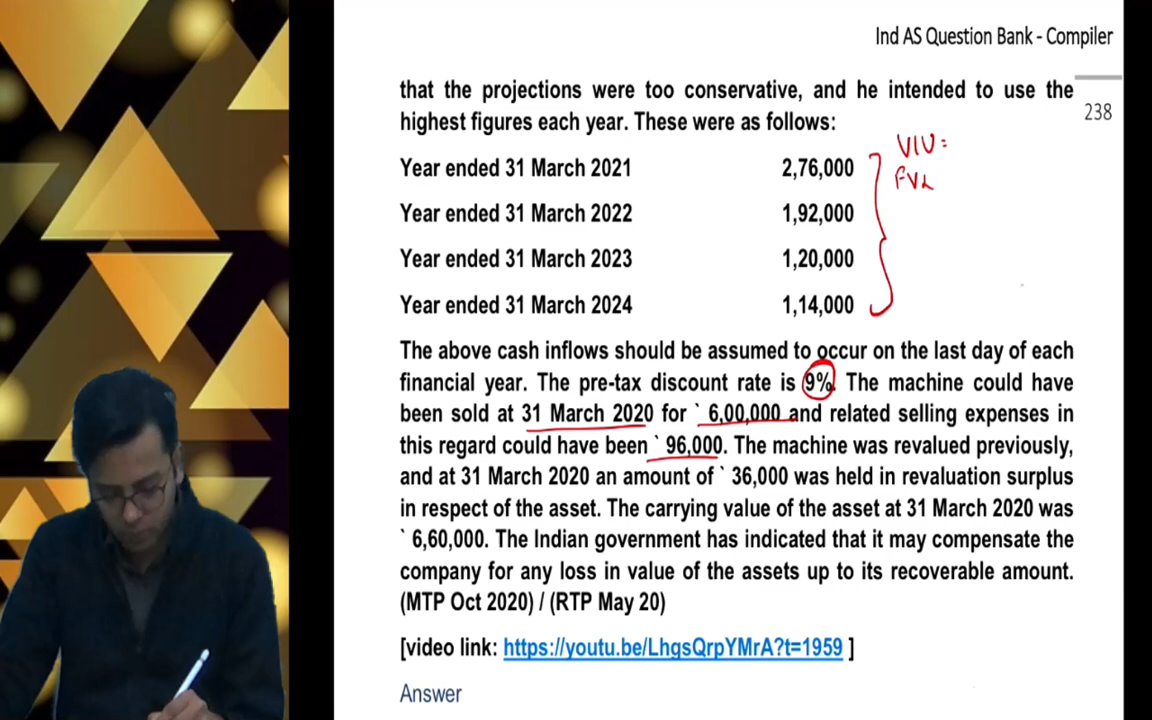 Ind AS Question Bank - Compiler
238
that the projections were too conservative, and he intended to use the
highest figures each year. These were as follows:
Year ended 31 March 2021 2,76,000
Year ended 31 March 2022 1,92,000
Year ended 31 March 2023 1,20,000
Year ended 31 March 2024 1,14,000
VIU =
FVL
The above cash inflows should be assumed to occur on the last day of each
financial year. The pre-tax discount rate is 9%. The machine could have
been sold at 31 March 2020 for ` 6,00,000 and related selling expenses in
this regard could have been ` 96,000. The machine was revalued previously,
and at 31 March 2020 an amount of ` 36,000 was held in revaluation surplus
in respect of the asset. The carrying value of the asset at 31 March 2020 was
` 6,60,000. The Indian government has indicated that it may compensate the
company for any loss in value of the assets up to its recoverable amount.
(MTP Oct 2020) / (RTP May 20)
[video link: https://youtu.be/LhgsQrpYMrA?t=1959 ]
Answer